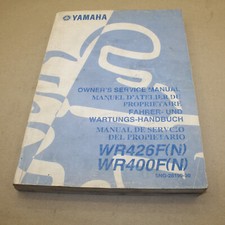 YAMAHA
OWNER'S SERVICE MANUAL
MANUEL D'ATELIER DU
PROPRIETAIRE
FAHRER- UND
WARTUNGS-HANDBUCH
MANUAL DE SERVICIO
DEL PROPIETARIO
WR426F(N)
WR400F(N)